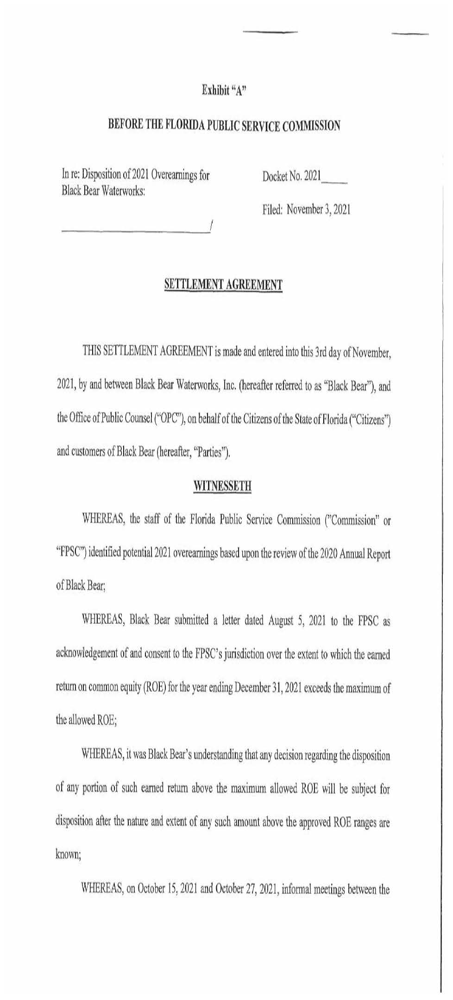 Exhibit “A”
BEFORE THE FLORIDA PUBLIC SERVICE COMMISSION
In re: Disposition of 2021 Overearnings for
Black Bear Waterworks:
Docket No. 2021_____
Filed: November 3, 2021
______________________________/
SETTLEMENT AGREEMENT
THIS SETTLEMENT AGREEMENT is made and entered into this 3rd day of November,
2021, by and between Black Bear Waterworks, Inc. (hereafter referred to as “Black Bear”), and
the Office of Public Counsel (“OPC”), on behalf of the Citizens of the State of Florida (“Citizens”)
and customers of Black Bear (hereafter, “Parties”).
WITNESSETH
WHEREAS, the staff of the Florida Public Service Commission (”Commission” or
“FPSC”) identified potential 2021 overearnings based upon the review of the 2020 Annual Report
of Black Bear;
WHEREAS, Black Bear submitted a letter dated August 5, 2021 to the FPSC as
acknowledgement of and consent to the FPSC’s jurisdiction over the extent to which the earned
return on common equity (ROE) for the year ending December 31, 2021 exceeds the maximum of
the allowed ROE;
WHEREAS, it was Black Bear’s understanding that any decision regarding the disposition
of any portion of such earned return above the maximum allowed ROE will be subject for
disposition after the nature and extent of any such amount above the approved ROE ranges are
known;
WHEREAS, on October 15, 2021 and October 27, 2021, informal meetings between the